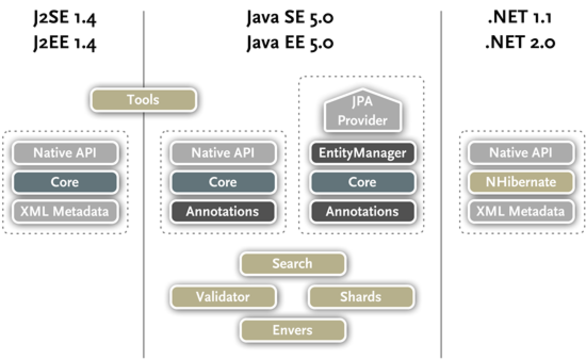 J2SE 1.4
J2EE 1.4
Java SE 5.0
Java EE 5.0
.NET 1.1
.NET 2.0
Tools
JPA
Provider
Native API
Core
XML Metadata
Native API
Core
Annotations
EntityManager
Core
Annotations
Native API
NHibernate
XML Metadata
Search
Validator
Shards
Envers